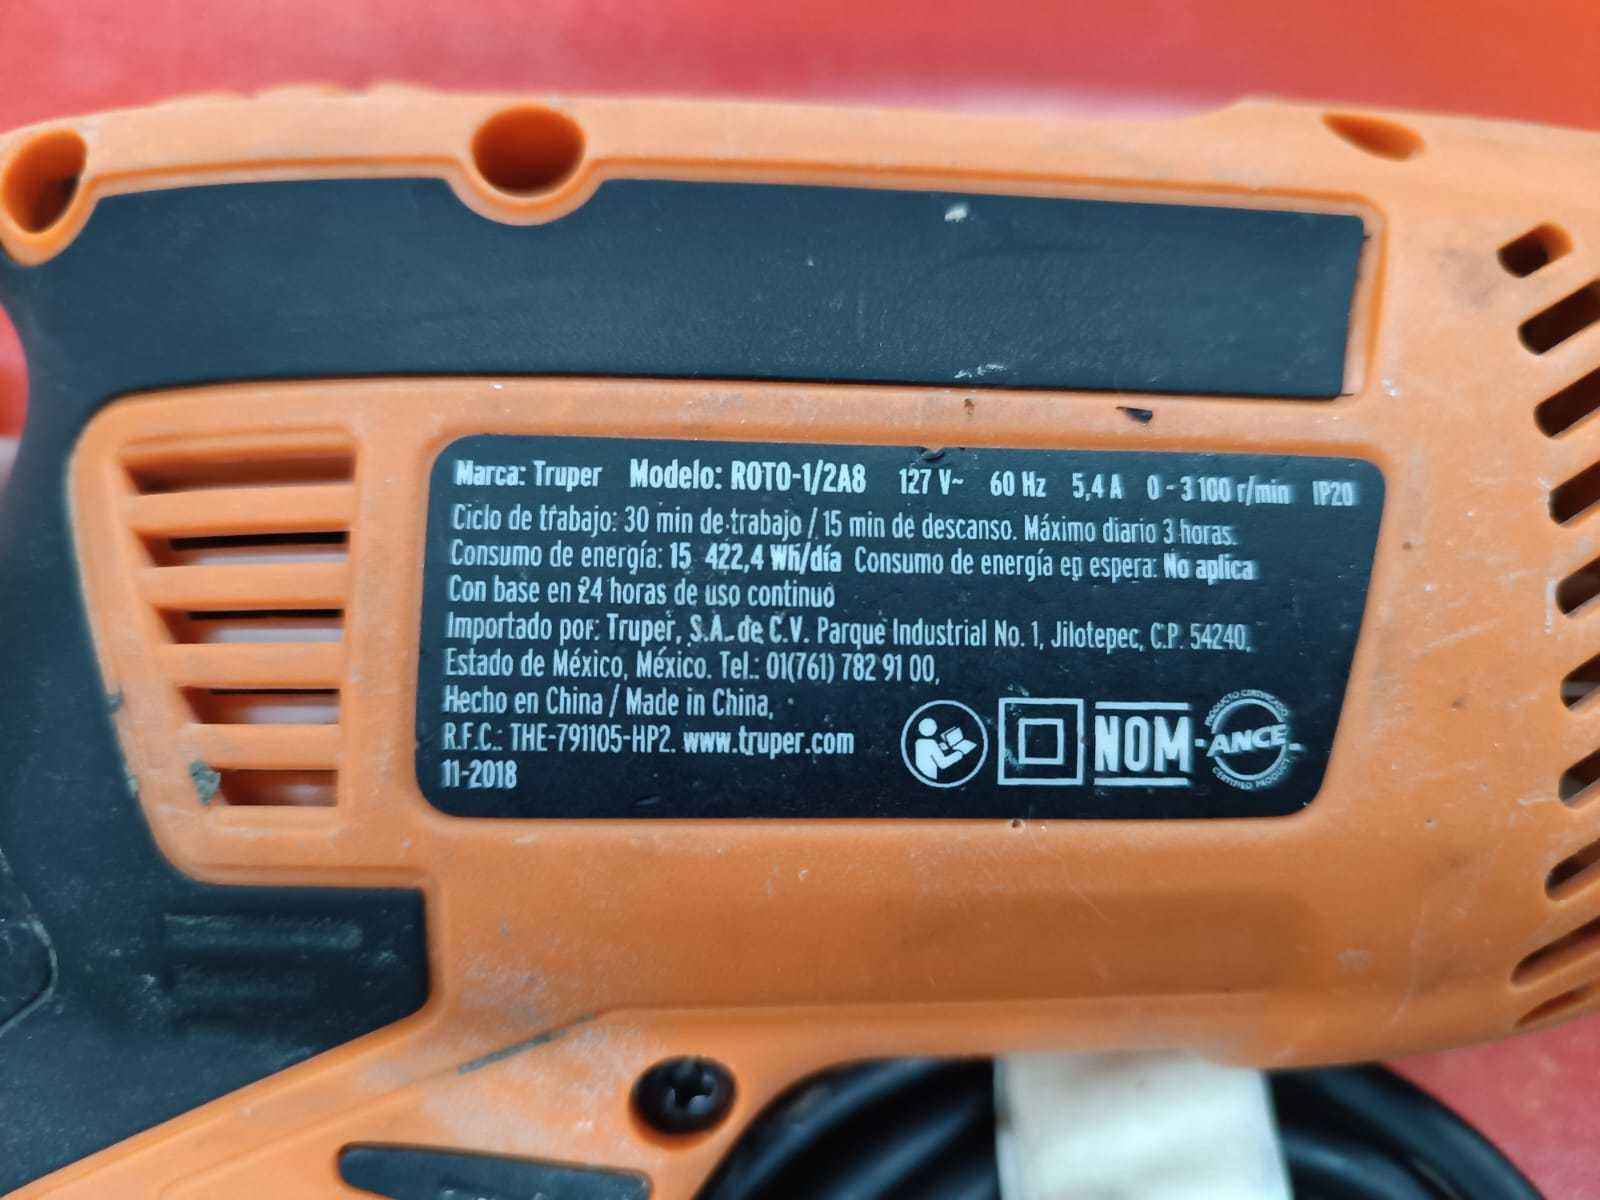 Marca: Truper Modelo: ROTO-1/2A8 127 V~ 60 Hz 5,4 A 0 - 3 100 r/min IP20
Ciclo de trabajo: 30 min de trabajo / 15 min de descanso. Máximo diario 3 horas.
Consumo de energía: 15 422,4 Wh/día Consumo de energía en espera: No aplica
Con base en 24 horas de uso continuo
Importado por: Truper, S.A. de C.V. Parque Industrial No. 1, Jilotepec, C.P. 54240,
Estado de México, México. Tel.: 01(761) 782 91 00,
Hecho en China / Made in China,
R.F.C.: THE-791105-HP2. www.truper.com
11-2018
NOM
PRODUCTO CERTIFICADO
ANCE
CERTIFIED PRODUCT